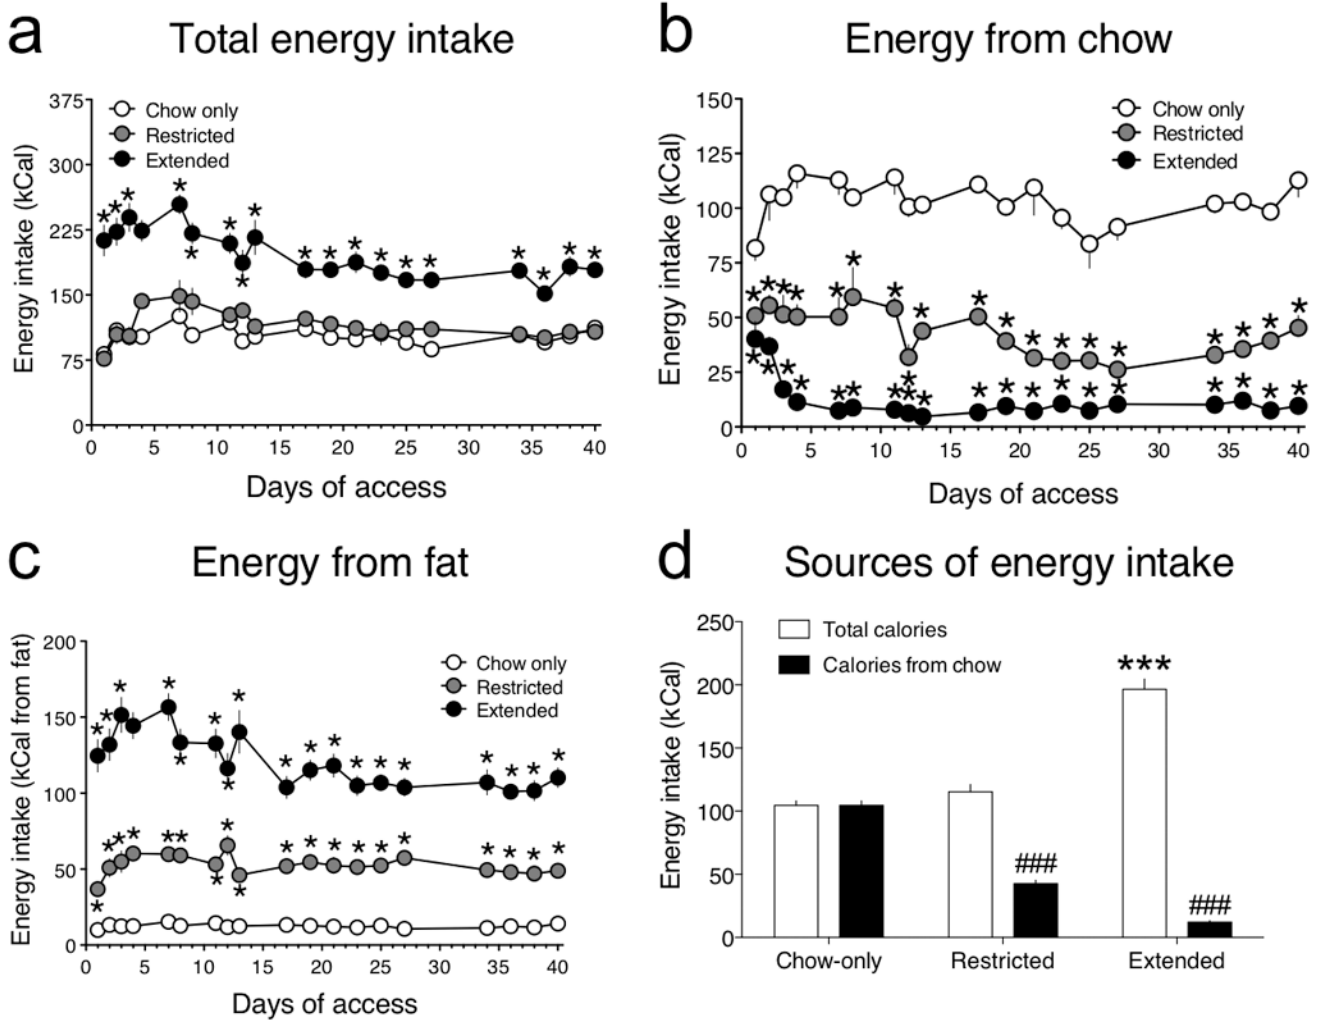 a Total energy intake
Chow only
Restricted
Extended
Energy intake (kCal)
375
300
225
150
75
0
* * * * * * * * * * * * * * * * * * *
0 5 10 15 20 25 30 35 40
Days of access
b Energy from chow
Chow only
Restricted
Extended
Energy intake (kCal)
150
125
100
75
50
25
0
0 5 10 15 20 25 30 35 40
Days of access
c Energy from fat
Chow only
Restricted
Extended
Energy intake (kCal from fat)
200
150
100
50
0
0 5 10 15 20 25 30 35 40
Days of access
d Sources of energy intake
Total calories
Calories from chow
Energy intake (kCal)
250
200
150
100
50
0
***
###
###
Chow-only Restricted Extended